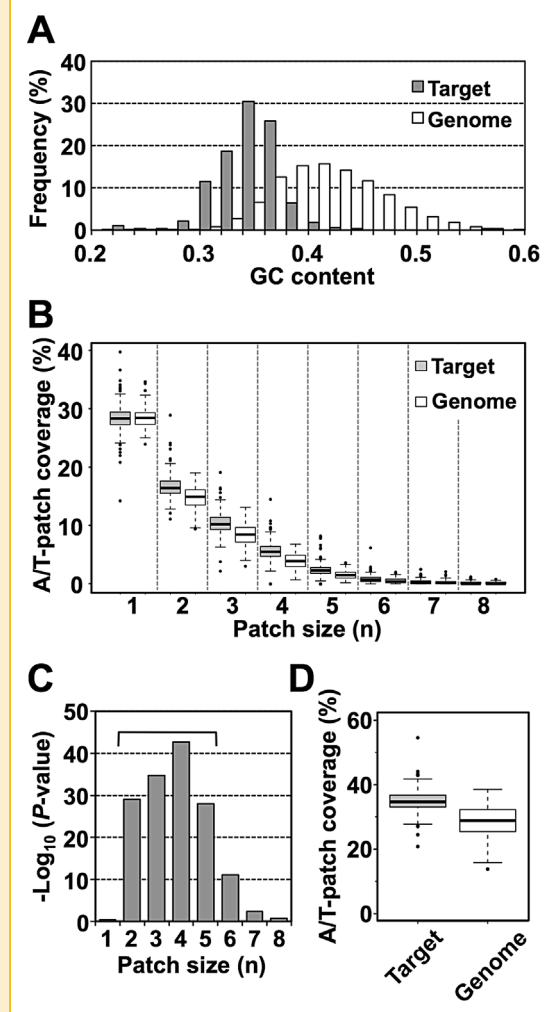 A
Frequency (%)
40
30
20
10
0
Target
Genome
0.2 0.3 0.4 0.5 0.6
GC content
B
A/T-patch coverage (%)
40
30
20
10
0
Target
Genome
1 2 3 4 5 6 7 8
Patch size (n)
C
-Log10 (P-value)
50
40
30
20
10
0
1 2 3 4 5 6 7 8
Patch size (n)
D
A/T-patch coverage (%)
60
40
20
0
Target
Genome